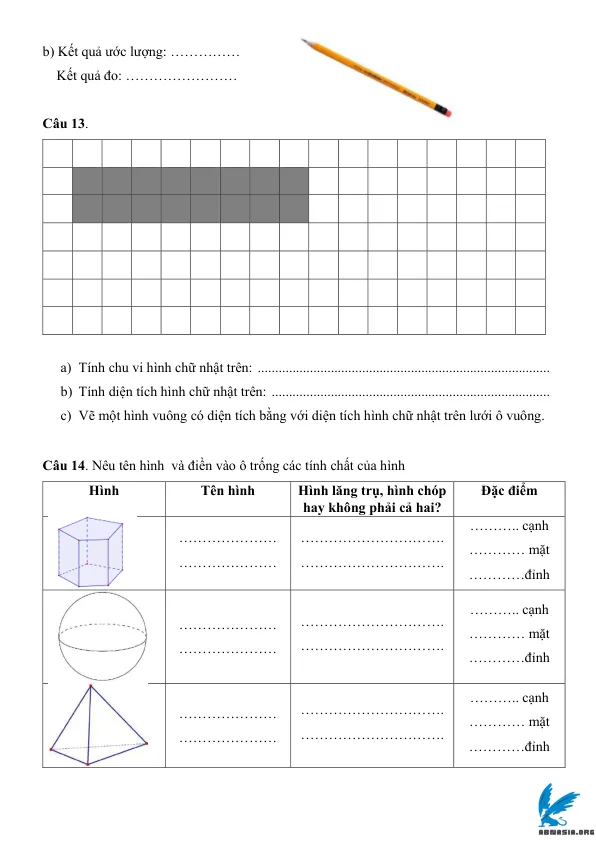 b) Kết quả ước lượng: ……………
Kết quả đo: ……………………
Câu 13.
a) Tính chu vi hình chữ nhật trên: ....................................................................................
b) Tính diện tích hình chữ nhật trên: ................................................................................
c) Vẽ một hình vuông có diện tích bằng với diện tích hình chữ nhật trên lưới ô vuông.
Câu 14. Nêu tên hình và điền vào ô trống các tính chất của hình
Hình Tên hình Hình lăng trụ, hình chóp hay không phải cả hai? Đặc điểm
………………… ………………………… ……….. cạnh
………………… ………………………… ………… mặt
…………đỉnh
………………… ………………………… ……….. cạnh
………………… ………………………… ………… mặt
…………đỉnh
………………… ………………………… ……….. cạnh
………………… ………………………… ………… mặt
…………đỉnh
ABNASIA.ORG